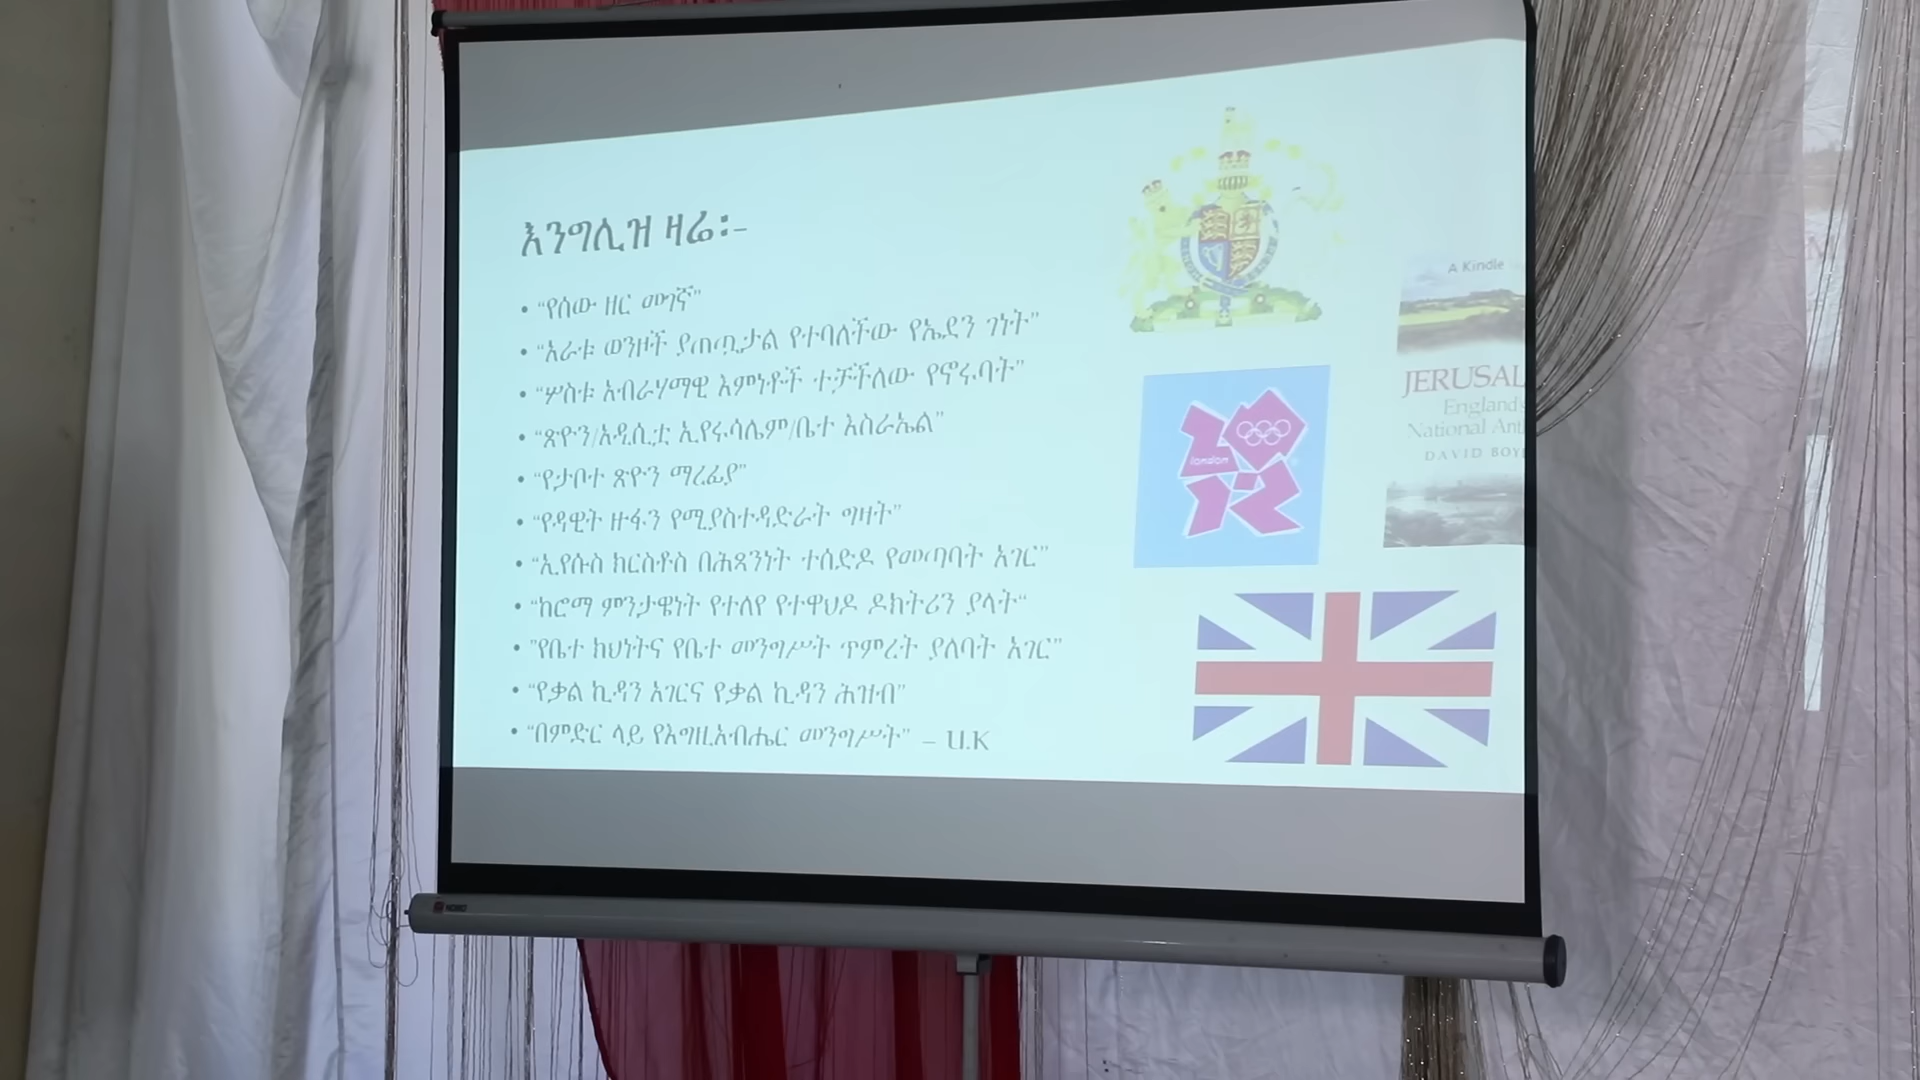 እንግሊዝ ዛሬ፡-
• “የሰው ዘር መገኛ”
• “አራቱ ወንዞች ያጠጧታል የተባለችው የኤደን ገነት”
• “ሦስቱ አብራሃማዊ እምነቶች ተቻችለው የኖሩባት”
• “ጽዮን/አዲሲቷ ኢየሩሳሌም/ቤተ እስራኤል”
• “የታቦተ ጽዮን ማረፊያ”
• “የዳዊት ዙፋን የሚያስተዳድራት ግዛት”
• “ኢየሱስ ክርስቶስ በሕጻንነት ተሰድዶ የመጣባት አገር”
• “ከሮማ ምንታዌነት የተለየ የተዋህዶ ዶክትሪን ያላት“
• "የቤተ ክህነትና የቤተ መንግሥት ጥምረት ያለባት አገር”
• “የቃል ኪዳን አገርና የቃል ኪዳን ሕዝብ”
• “በምድር ላይ የእግዚአብሔር መንግሥት” – U.K
london
A Kindle
JERUSAL
England's
National Ant
DAVID BOY